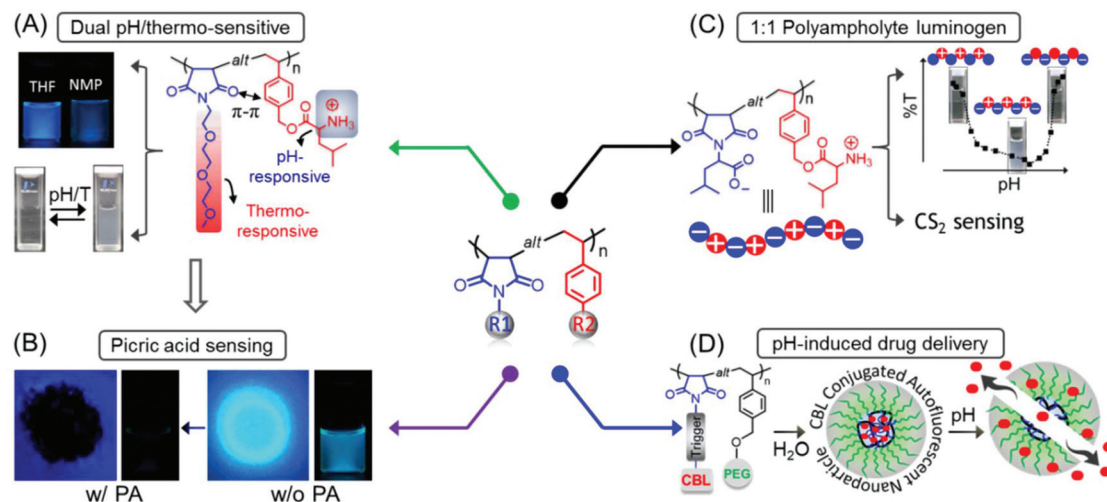 (A) Dual pH/thermo-sensitive
THF NMP
pH/T
alt
n
O N O
π-π
O O NH3
⊕
pH-
responsive
O
O
O
Thermo-
responsive
(B) Picric acid sensing
w/ PA w/o PA
alt
n
O N O
R1 R2
(C) 1:1 Polyampholyte luminogen
alt
n
O N O
O
O
O⊖
O
O
⊕
NH3
%T
pH
CS2 sensing
(D) pH-induced drug delivery
alt
n
O N O
Trigger
CBL
O
PEG
H2O
CBL Conjugated Autofluorescent Nanoparticle
pH